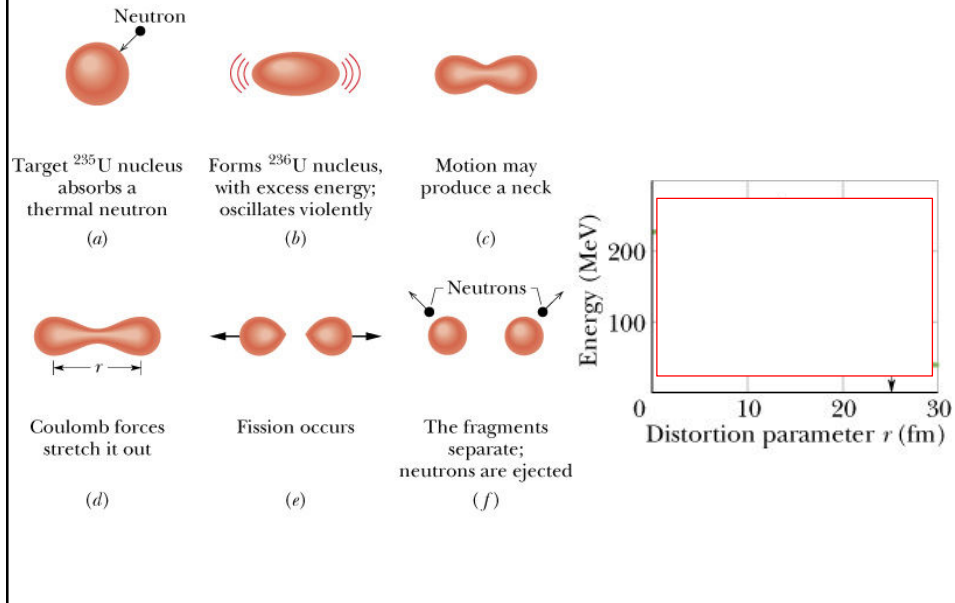 Neutron
Target ²³⁵U nucleus
absorbs a
thermal neutron
(a)
Forms ²³⁶U nucleus,
with excess energy;
oscillates violently
(b)
Motion may
produce a neck
(c)
r
Coulomb forces
stretch it out
(d)
Fission occurs
(e)
Neutrons
The fragments
separate;
neutrons are ejected
(f)
Energy (MeV)
200
100
0
10
20
30
Distortion parameter r (fm)